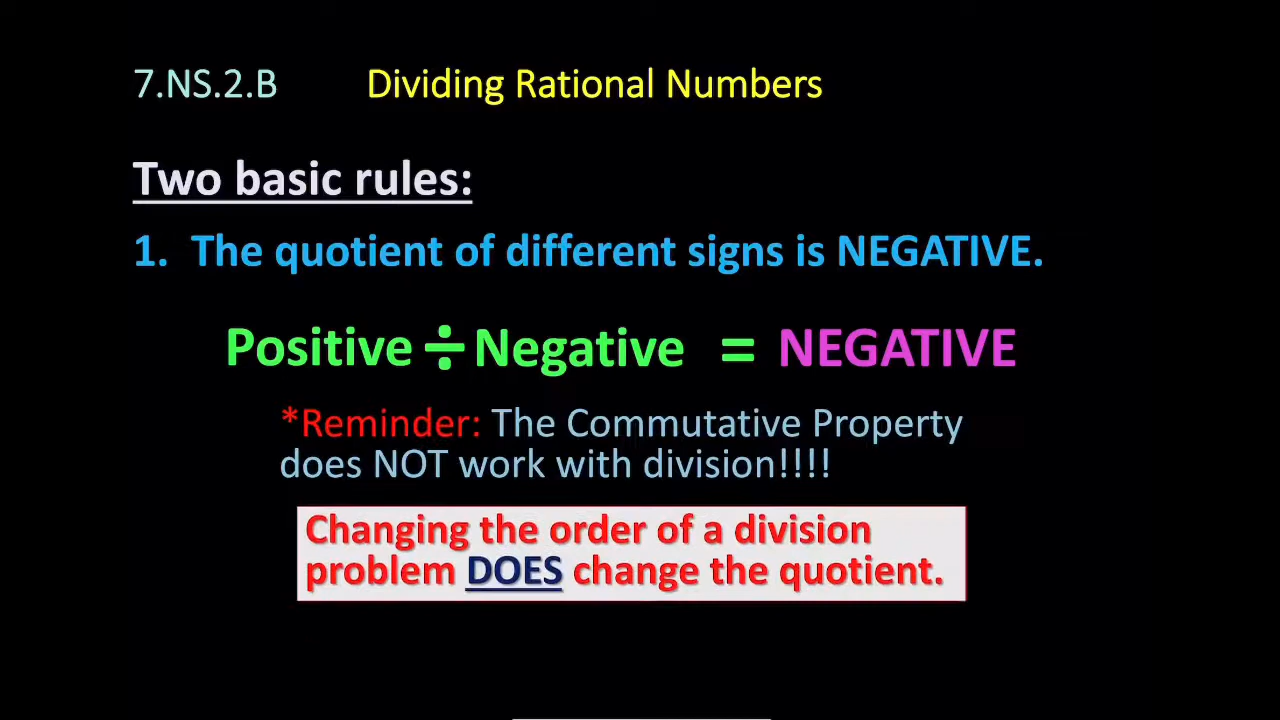 7.NS.2.B Dividing Rational Numbers
Two basic rules:
1. The quotient of different signs is NEGATIVE.
Positive ÷ Negative = NEGATIVE
*Reminder: The Commutative Property
does NOT work with division!!!!
Changing the order of a division
problem DOES change the quotient.